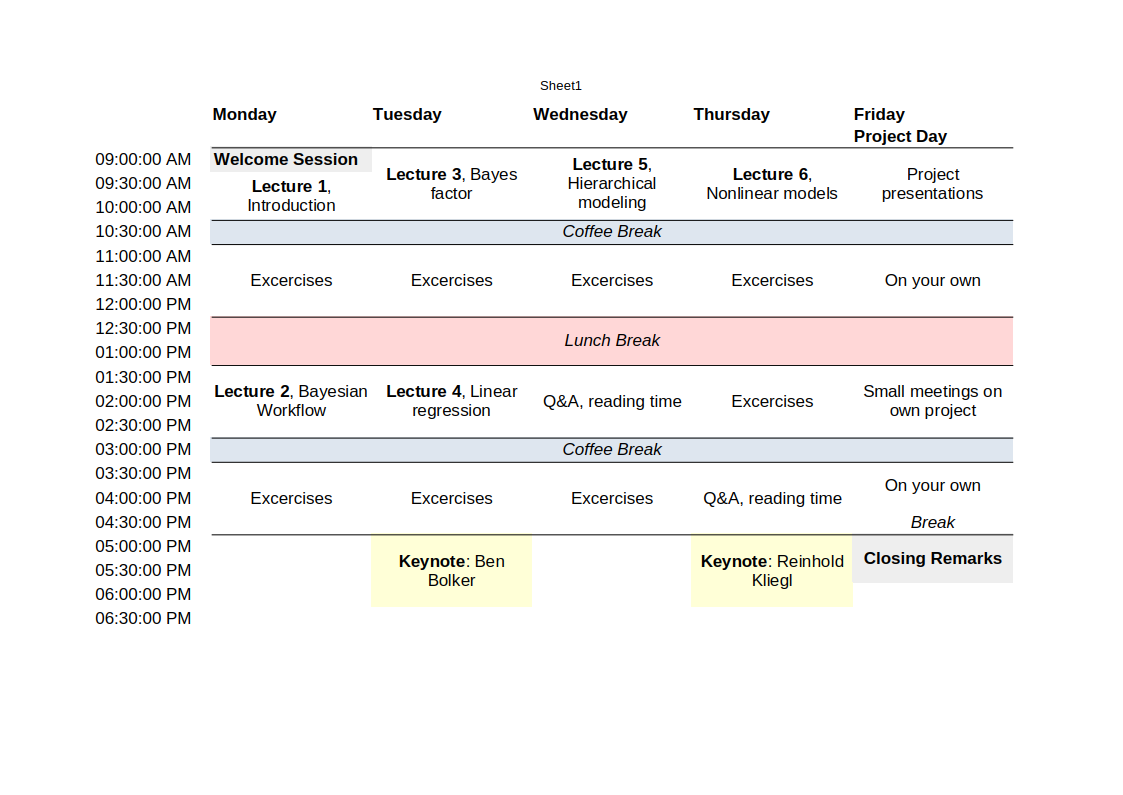 Sheet1
Monday Tuesday Wednesday Thursday Friday
Project Day
09:00:00 AM Welcome Session
09:30:00 AM
10:00:00 AM
Lecture 1,
Introduction
Lecture 3, Bayes
factor
Lecture 5,
Hierarchical
modeling
Lecture 6,
Nonlinear models
Project
presentations
10:30:00 AM Coffee Break
11:00:00 AM
11:30:00 AM Excercises Excercises Excercises Excercises On your own
12:00:00 PM
12:30:00 PM
01:00:00 PM
Lunch Break
01:30:00 PM
02:00:00 PM
02:30:00 PM
Lecture 2, Bayesian
Workflow
Lecture 4, Linear
regression
Q&A, reading time
Excercises
Small meetings on
own project
03:00:00 PM Coffee Break
03:30:00 PM
04:00:00 PM Excercises Excercises Excercises Q&A, reading time
On your own
04:30:00 PM Break
05:00:00 PM
05:30:00 PM
06:00:00 PM
06:30:00 PM
Keynote: Ben
Bolker
Keynote: Reinhold
Kliegl
Closing Remarks